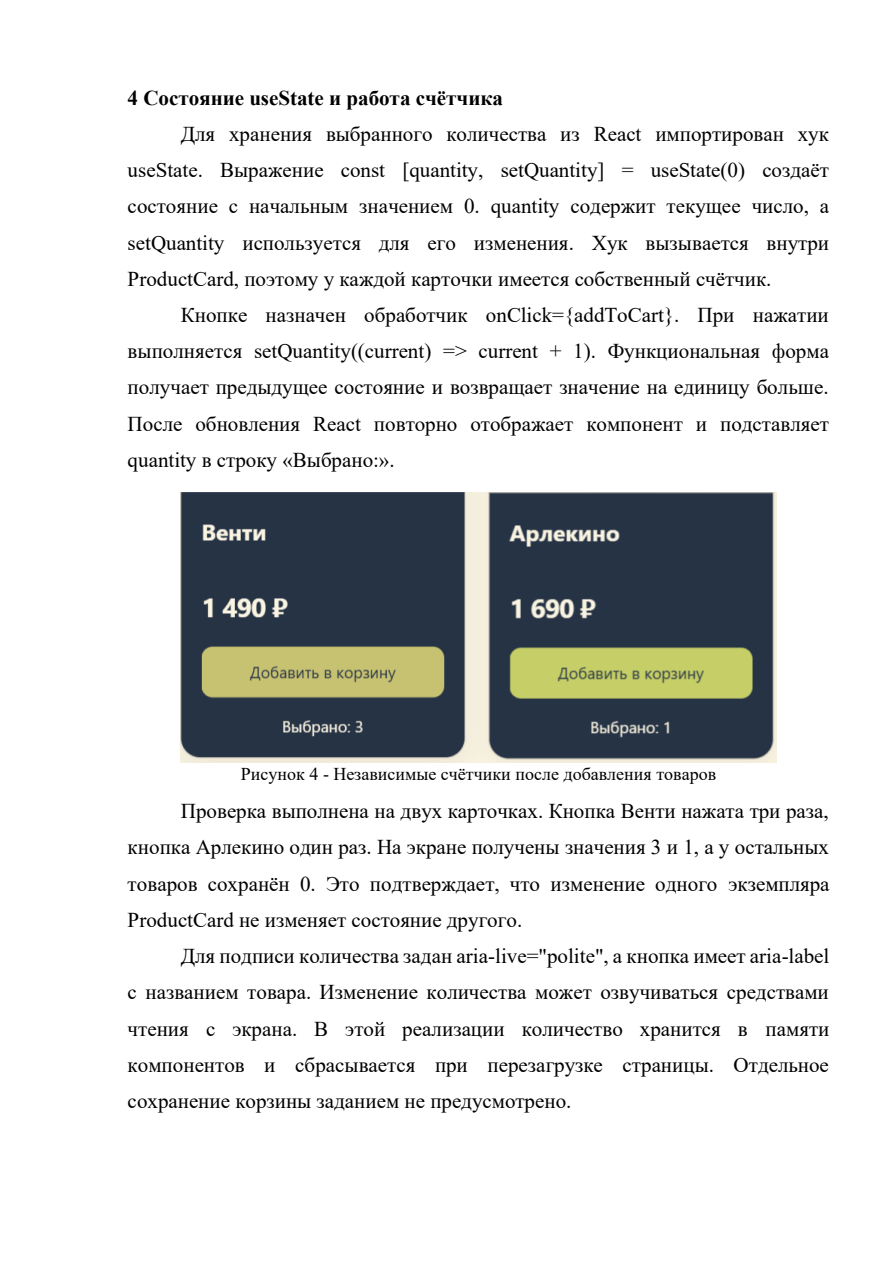 4 Состояние useState и работа счётчика
Для хранения выбранного количества из React импортирован хук
useState. Выражение const [quantity, setQuantity] = useState(0) создаёт
состояние с начальным значением 0. quantity содержит текущее число, а
setQuantity используется для его изменения. Хук вызывается внутри
ProductCard, поэтому у каждой карточки имеется собственный счётчик.
Кнопке назначен обработчик onClick={addToCart}. При нажатии
выполняется setQuantity((current) => current + 1). Функциональная форма
получает предыдущее состояние и возвращает значение на единицу больше.
После обновления React повторно отображает компонент и подставляет
quantity в строку «Выбрано:».
Венти
1 490 ₽
Добавить в корзину
Выбрано: 3
Арлекино
1 690 ₽
Добавить в корзину
Выбрано: 1
Рисунок 4 - Независимые счётчики после добавления товаров
Проверка выполнена на двух карточках. Кнопка Венти нажата три раза,
кнопка Арлекино один раз. На экране получены значения 3 и 1, а у остальных
товаров сохранён 0. Это подтверждает, что изменение одного экземпляра
ProductCard не изменяет состояние другого.
Для подписи количества задан aria-live="polite", а кнопка имеет aria-label
с названием товара. Изменение количества может озвучиваться средствами
чтения с экрана. В этой реализации количество хранится в памяти
компонентов и сбрасывается при перезагрузке страницы. Отдельное
сохранение корзины заданием не предусмотрено.